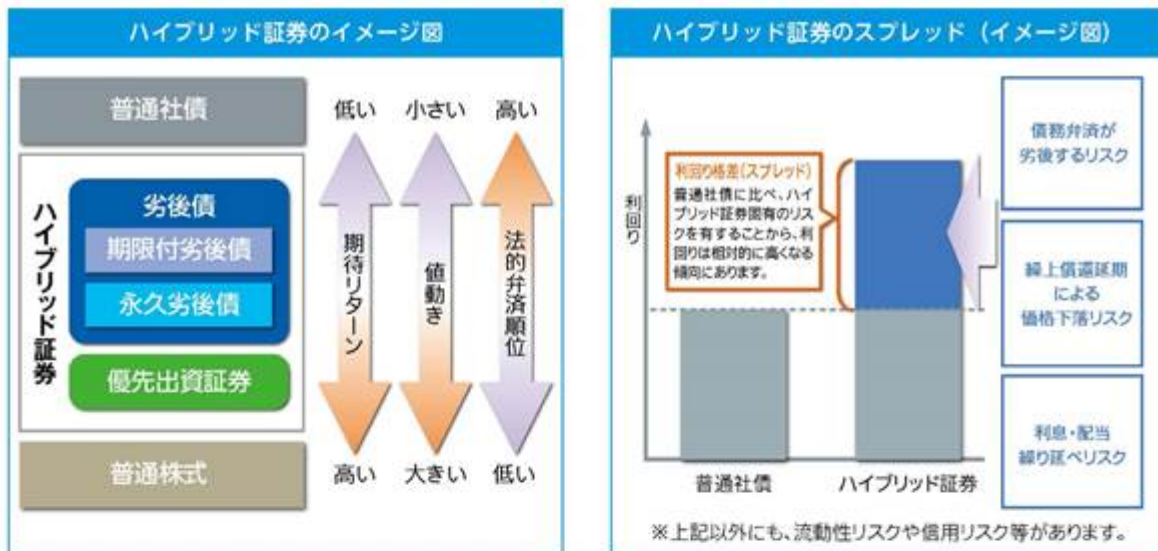 ハイブリッド証券のイメージ図
普通社債
ハイブリッド証券
劣後債
期限付劣後債
永久劣後債
優先出資証券
普通株式
低い 小さい 高い
期待リターン
値動き
法的弁済順位
高い 大きい 低い
ハイブリッド証券のスプレッド（イメージ図）
利回り
利回り格差（スプレッド）
普通社債に比べ、ハイ
ブリッド証券固有のリス
クを有することから、利
回りは相対的に高くなる
傾向にあります。
普通社債
ハイブリッド証券
債務弁済が
劣後するリスク
繰上償還延期
による
価格下落リスク
利息・配当
繰り延べリスク
※上記以外にも、流動性リスクや信用リスク等があります。